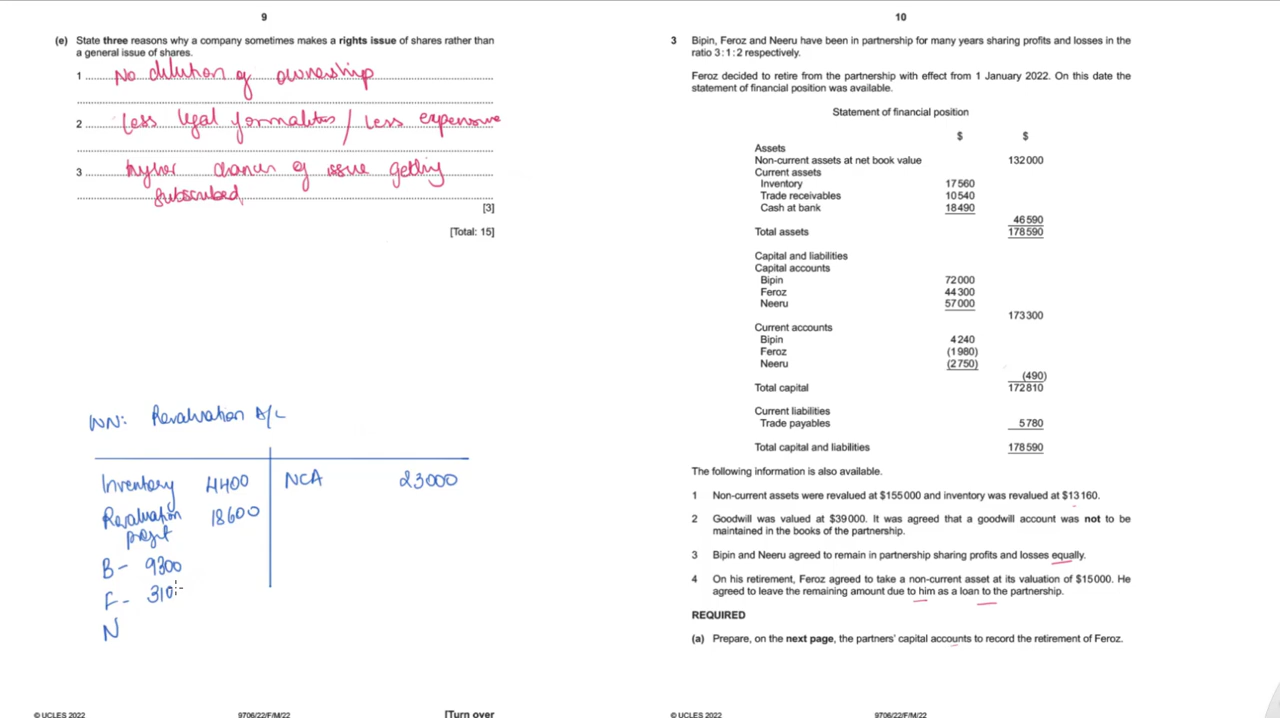 9
(e) State three reasons why a company sometimes makes a rights issue of shares rather than
a general issue of shares.
1 No dilution of ownership
2 Less legal formalities / Less expensive
3 higher chances of issue getting
subscribed
[3]
[Total: 15]
WN: Revaluation A/C
Inventory 4400 NCA 23000
Revaluation 18600
profit
B- 9300
F- 310
N
© UCLES 2022 9706/22/F/M/22 [Turn over
10
3 Bipin, Feroz and Neeru have been in partnership for many years sharing profits and losses in the
ratio 3:1:2 respectively.
Feroz decided to retire from the partnership with effect from 1 January 2022. On this date the
statement of financial position was available.
Statement of financial position
$ $
Assets
Non-current assets at net book value 132000
Current assets
Inventory 17560
Trade receivables 10540
Cash at bank 18490
46590
Total assets 178590
Capital and liabilities
Capital accounts
Bipin 72000
Feroz 44300
Neeru 57000
173300
Current accounts
Bipin 4240
Feroz (1980)
Neeru (2750)
(490)
Total capital 172810
Current liabilities
Trade payables 5780
Total capital and liabilities 178590
The following information is also available.
1 Non-current assets were revalued at $155000 and inventory was revalued at $13160.
2 Goodwill was valued at $39000. It was agreed that a goodwill account was not to be
maintained in the books of the partnership.
3 Bipin and Neeru agreed to remain in partnership sharing profits and losses equally.
4 On his retirement, Feroz agreed to take a non-current asset at its valuation of $15000. He
agreed to leave the remaining amount due to him as a loan to the partnership.
REQUIRED
(a) Prepare, on the next page, the partners' capital accounts to record the retirement of Feroz.
© UCLES 2022 9706/22/F/M/22